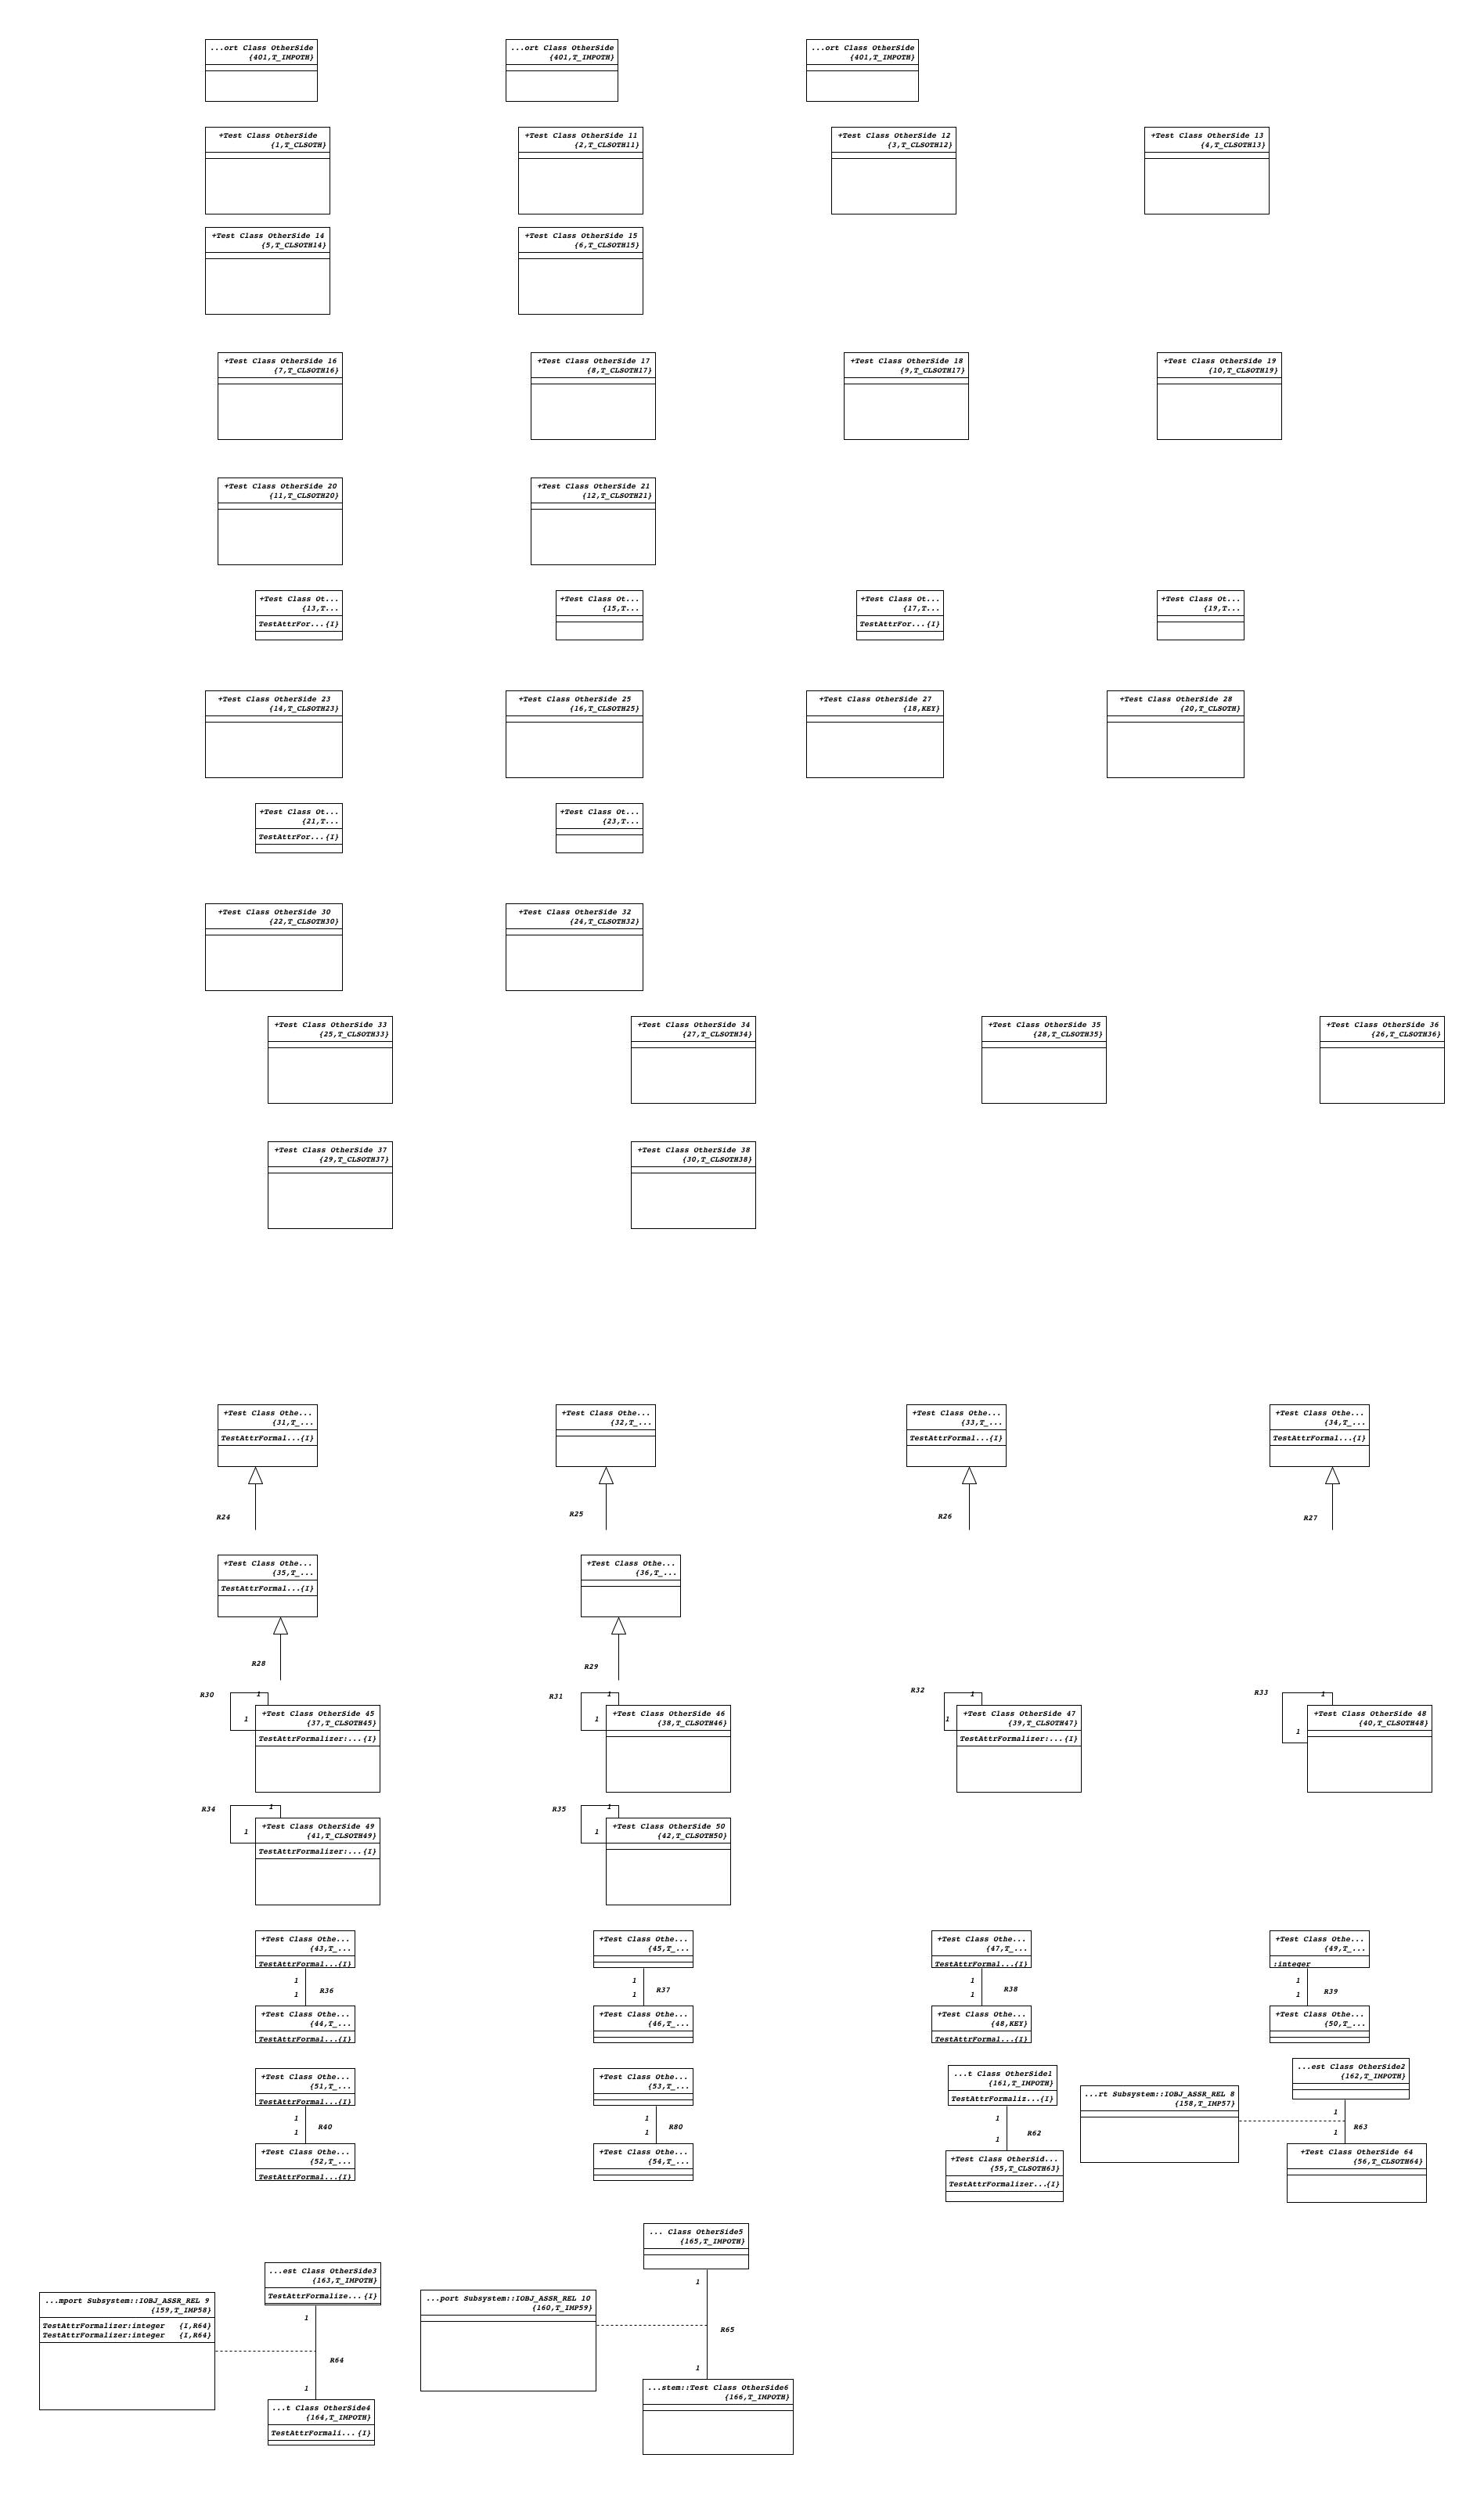 ...ort Class OtherSide
{401,T_IMPOTH}
...ort Class OtherSide
{401,T_IMPOTH}
...ort Class OtherSide
{401,T_IMPOTH}
+Test Class OtherSide
{1,T_CLSOTH}
+Test Class OtherSide 11
{2,T_CLSOTH11}
+Test Class OtherSide 12
{3,T_CLSOTH12}
+Test Class OtherSide 13
{4,T_CLSOTH13}
+Test Class OtherSide 14
{5,T_CLSOTH14}
+Test Class OtherSide 15
{6,T_CLSOTH15}
+Test Class OtherSide 16
{7,T_CLSOTH16}
+Test Class OtherSide 17
{8,T_CLSOTH17}
+Test Class OtherSide 18
{9,T_CLSOTH17}
+Test Class OtherSide 19
{10,T_CLSOTH19}
+Test Class OtherSide 20
{11,T_CLSOTH20}
+Test Class OtherSide 21
{12,T_CLSOTH21}
+Test Class Ot...
{13,T...
TestAttrFor...{I}
+Test Class Ot...
{15,T...
+Test Class Ot...
{17,T...
TestAttrFor...{I}
+Test Class Ot...
{19,T...
+Test Class OtherSide 23
{14,T_CLSOTH23}
+Test Class OtherSide 25
{16,T_CLSOTH25}
+Test Class OtherSide 27
{18,KEY}
+Test Class OtherSide 28
{20,T_CLSOTH}
+Test Class Ot...
{21,T...
TestAttrFor...{I}
+Test Class Ot...
{23,T...
+Test Class OtherSide 30
{22,T_CLSOTH30}
+Test Class OtherSide 32
{24,T_CLSOTH32}
+Test Class OtherSide 33
{25,T_CLSOTH33}
+Test Class OtherSide 34
{27,T_CLSOTH34}
+Test Class OtherSide 35
{28,T_CLSOTH35}
+Test Class OtherSide 36
{26,T_CLSOTH36}
+Test Class OtherSide 37
{29,T_CLSOTH37}
+Test Class OtherSide 38
{30,T_CLSOTH38}
+Test Class Othe...
{31,T_...
TestAttrFormal...{I}
+Test Class Othe...
{32,T_...
+Test Class Othe...
{33,T_...
TestAttrFormal...{I}
+Test Class Othe...
{34,T_...
TestAttrFormal...{I}
R24
R25
R26
R27
+Test Class Othe...
{35,T_...
TestAttrFormal...{I}
+Test Class Othe...
{36,T_...
R28
R29
R30
1
1
+Test Class OtherSide 45
{37,T_CLSOTH45}
TestAttrFormalizer:...{I}
R31
1
1
+Test Class OtherSide 46
{38,T_CLSOTH46}
R32
1
1
+Test Class OtherSide 47
{39,T_CLSOTH47}
TestAttrFormalizer:...{I}
R33
1
1
+Test Class OtherSide 48
{40,T_CLSOTH48}
R34
1
1
+Test Class OtherSide 49
{41,T_CLSOTH49}
TestAttrFormalizer:...{I}
R35
1
1
+Test Class OtherSide 50
{42,T_CLSOTH50}
+Test Class Othe...
{43,T_...
TestAttrFormal...{I}
1
1
R36
+Test Class Othe...
{44,T_...
TestAttrFormal...{I}
+Test Class Othe...
{45,T_...
1
1
R37
+Test Class Othe...
{46,T_...
+Test Class Othe...
{47,T_...
TestAttrFormal...{I}
1
1
R38
+Test Class Othe...
{48,KEY}
TestAttrFormal...{I}
+Test Class Othe...
{49,T_...
:integer
1
1
R39
+Test Class Othe...
{50,T_...
+Test Class Othe...
{51,T_...
TestAttrFormal...{I}
1
1
R40
+Test Class Othe...
{52,T_...
TestAttrFormal...{I}
+Test Class Othe...
{53,T_...
1
1
R80
+Test Class Othe...
{54,T_...
...t Class OtherSide1
{161,T_IMPOTH}
TestAttrFormaliz...{I}
1
1
R62
+Test Class OtherSid...
{55,T_CLSOTH63}
TestAttrFormalizer...{I}
...rt Subsystem::IOBJ_ASSR_REL 8
{158,T_IMP57}
...est Class OtherSide2
{162,T_IMPOTH}
1
1
R63
+Test Class OtherSide 64
{56,T_CLSOTH64}
...mport Subsystem::IOBJ_ASSR_REL 9
{159,T_IMP58}
TestAttrFormalizer:integer {I,R64}
TestAttrFormalizer:integer {I,R64}
...est Class OtherSide3
{163,T_IMPOTH}
TestAttrFormalize...{I}
1
R64
1
...t Class OtherSide4
{164,T_IMPOTH}
TestAttrFormali...{I}
...port Subsystem::IOBJ_ASSR_REL 10
{160,T_IMP59}
... Class OtherSide5
{165,T_IMPOTH}
1
R65
1
...stem::Test Class OtherSide6
{166,T_IMPOTH}